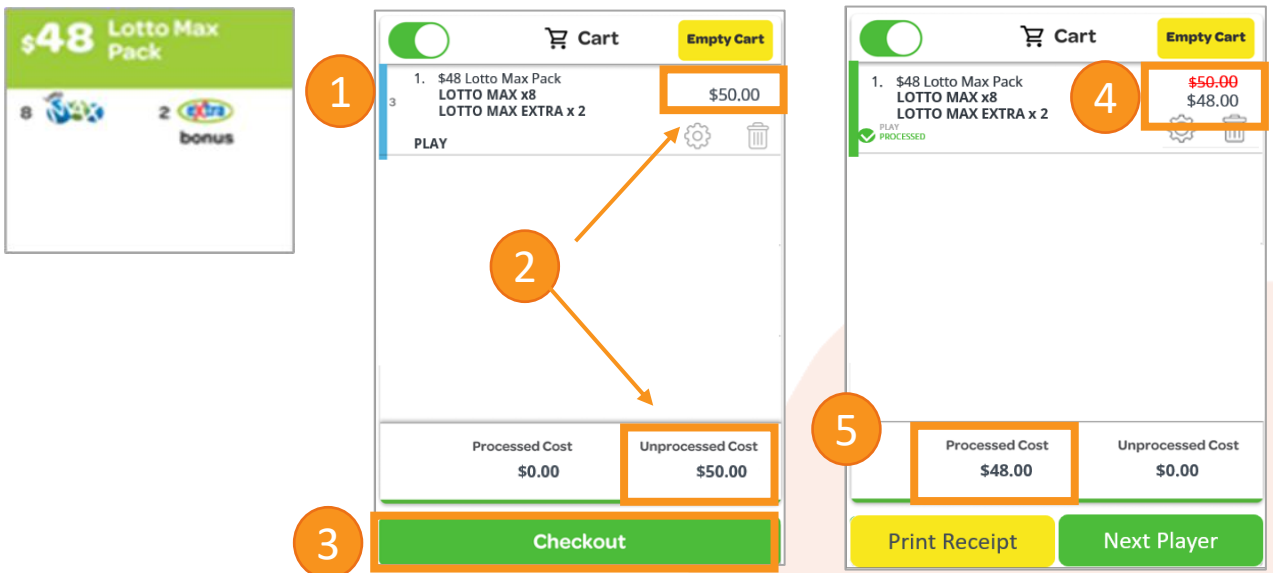 $48 Lotto Max
Pack
8 MAX 2 extra
bonus
1
Cart
Empty Cart
3
1. $48 Lotto Max Pack
LOTTO MAX x8
LOTTO MAX EXTRA x 2
$50.00
PLAY
2
Processed Cost
$0.00
Unprocessed Cost
$50.00
3
Checkout
Cart
Empty Cart
1. $48 Lotto Max Pack
LOTTO MAX x8
LOTTO MAX EXTRA x 2
4
$50.00
$48.00
PLAY
PROCESSED
5
Processed Cost
$48.00
Unprocessed Cost
$0.00
Print Receipt
Next Player